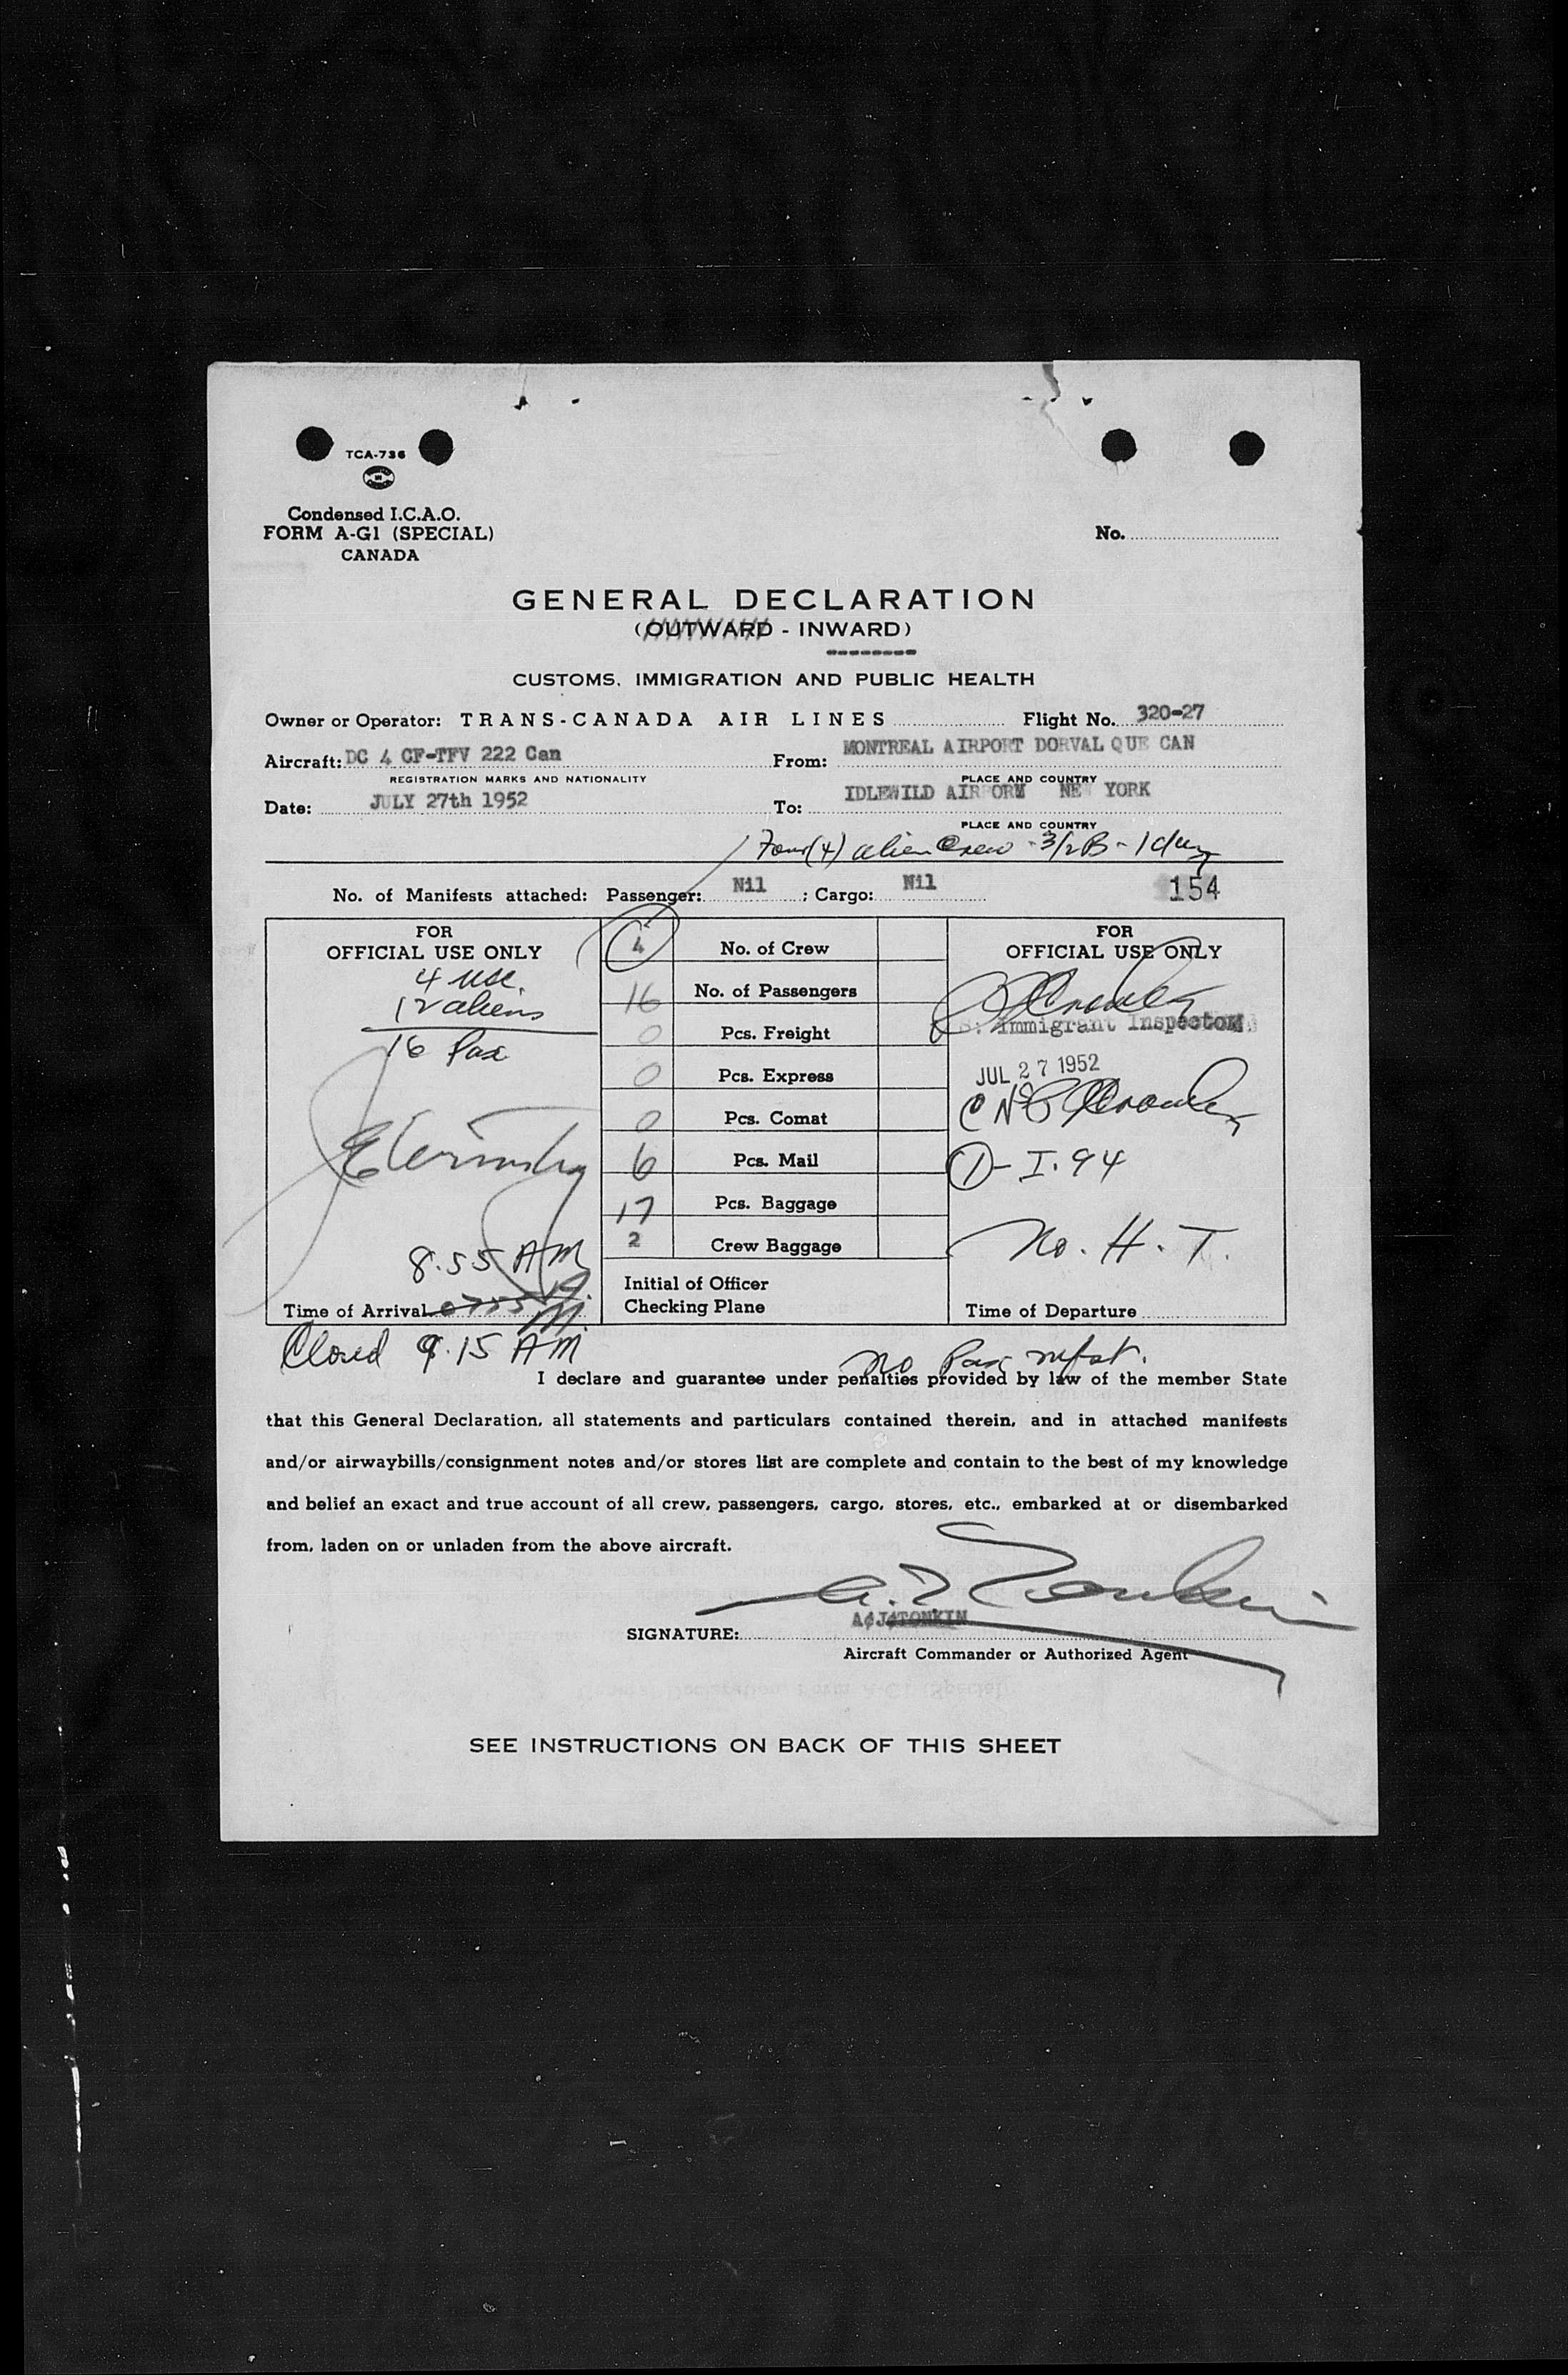 TCA-736
Condensed I.C.A.O.
FORM A-G1 (SPECIAL)
CANADA
No.
GENERAL DECLARATION
(OUTWARD - INWARD)
CUSTOMS, IMMIGRATION AND PUBLIC HEALTH
Owner or Operator: TRANS-CANADA AIR LINES Flight No. 320-27
Aircraft: DC 4 CF-TFV 222 Can From: MONTREAL AIRPORT DORVAL QUE CAN
REGISTRATION MARKS AND NATIONALITY PLACE AND COUNTRY
Date: JULY 27th 1952 To: IDLEWILD AIRPORT NEW YORK
PLACE AND COUNTRY
Four (4) alien Crew - 3/2B - 1 day
No. of Manifests attached: Passenger: Nil ; Cargo: Nil 154
FOR
OFFICIAL USE ONLY
4 usc.
12 aliens
16 Pax
8.55 AM
Time of Arrival 0755 A.M.
Closed 9.15 AM
4 No. of Crew
16 No. of Passengers
0 Pcs. Freight
0 Pcs. Express
0 Pcs. Comat
6 Pcs. Mail
17 Pcs. Baggage
2 Crew Baggage
Initial of Officer
Checking Plane
FOR
OFFICIAL USE ONLY
S. Immigrant Inspector
JUL 27 1952
1 - I.94
No. H. T.
Time of Departure
No Pax mfst.
I declare and guarantee under penalties provided by law of the member State
that this General Declaration, all statements and particulars contained therein, and in attached manifests
and/or airwaybills/consignment notes and/or stores list are complete and contain to the best of my knowledge
and belief an exact and true account of all crew, passengers, cargo, stores, etc., embarked at or disembarked
from, laden on or unladen from the above aircraft.
A.J. Tonkin
A¢J¢TONKIN
SIGNATURE:
Aircraft Commander or Authorized Agent
SEE INSTRUCTIONS ON BACK OF THIS SHEET